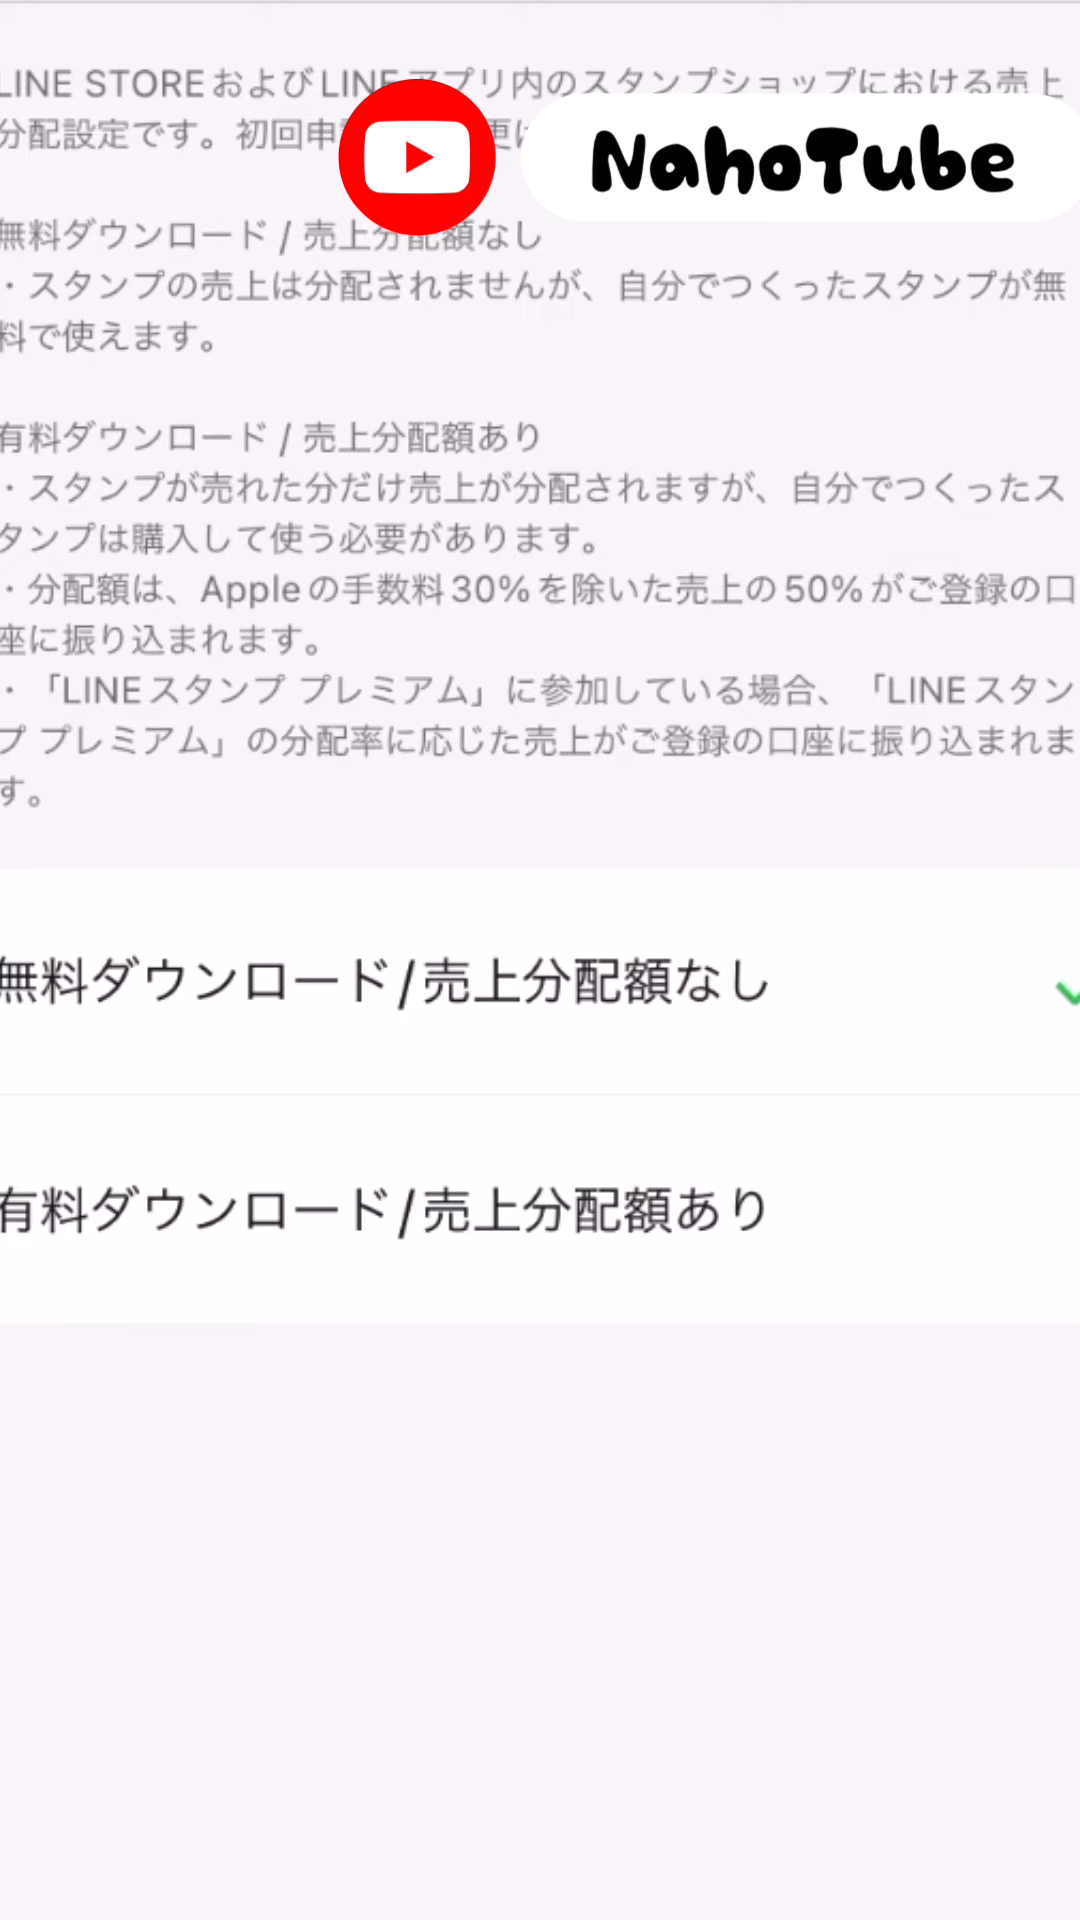 LINE STOREおよびLINEアプリ内のスタンプショップにおける売上
分配設定です。初回申
NahoTube
無料ダウンロード / 売上分配額なし
・スタンプの売上は分配されませんが、自分でつくったスタンプが無
料で使えます。
有料ダウンロード / 売上分配額あり
・スタンプが売れた分だけ売上が分配されますが、自分でつくったス
タンプは購入して使う必要があります。
・分配額は、Appleの手数料30%を除いた売上の50%がご登録の口
座に振り込まれます。
・「LINEスタンプ プレミアム」に参加している場合、「LINEスタン
プ プレミアム」の分配率に応じた売上がご登録の口座に振り込まれま
す。
無料ダウンロード/売上分配額なし
有料ダウンロード/売上分配額あり